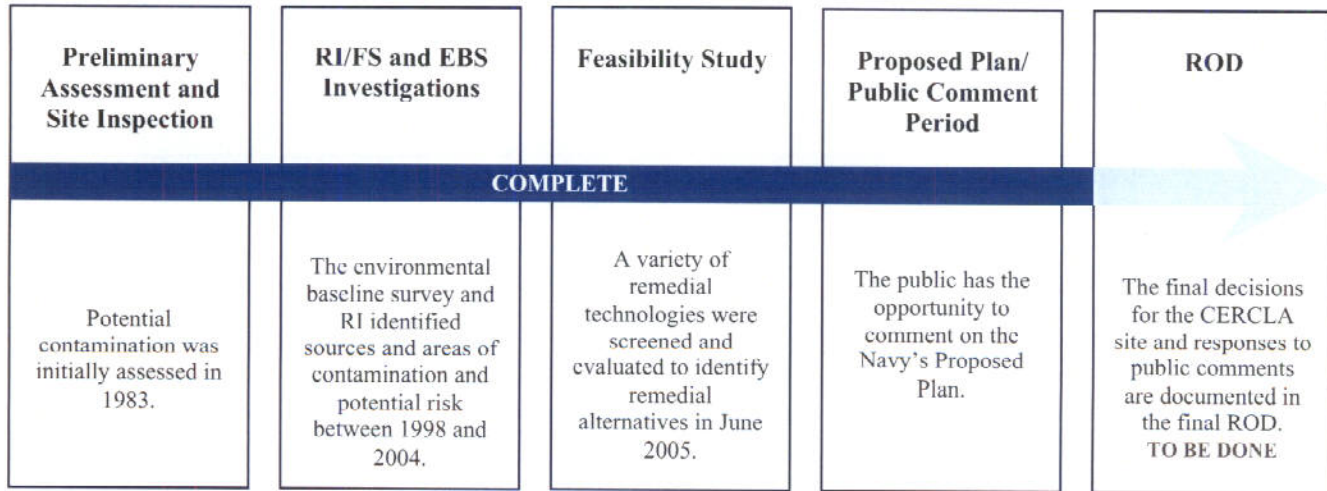 Preliminary
Assessment and
Site Inspection
RI/FS and EBS
Investigations
Feasibility Study
Proposed Plan/
Public Comment
Period
ROD
COMPLETE
Potential
contamination was
initially assessed in
1983.
The environmental
baseline survey and
RI identified
sources and areas of
contamination and
potential risk
between 1998 and
2004.
A variety of
remedial
technologies were
screened and
evaluated to identify
remedial
alternatives in June
2005.
The public has the
opportunity to
comment on the
Navy's Proposed
Plan.
The final decisions
for the CERCLA
site and responses to
public comments
are documented in
the final ROD.
TO BE DONE